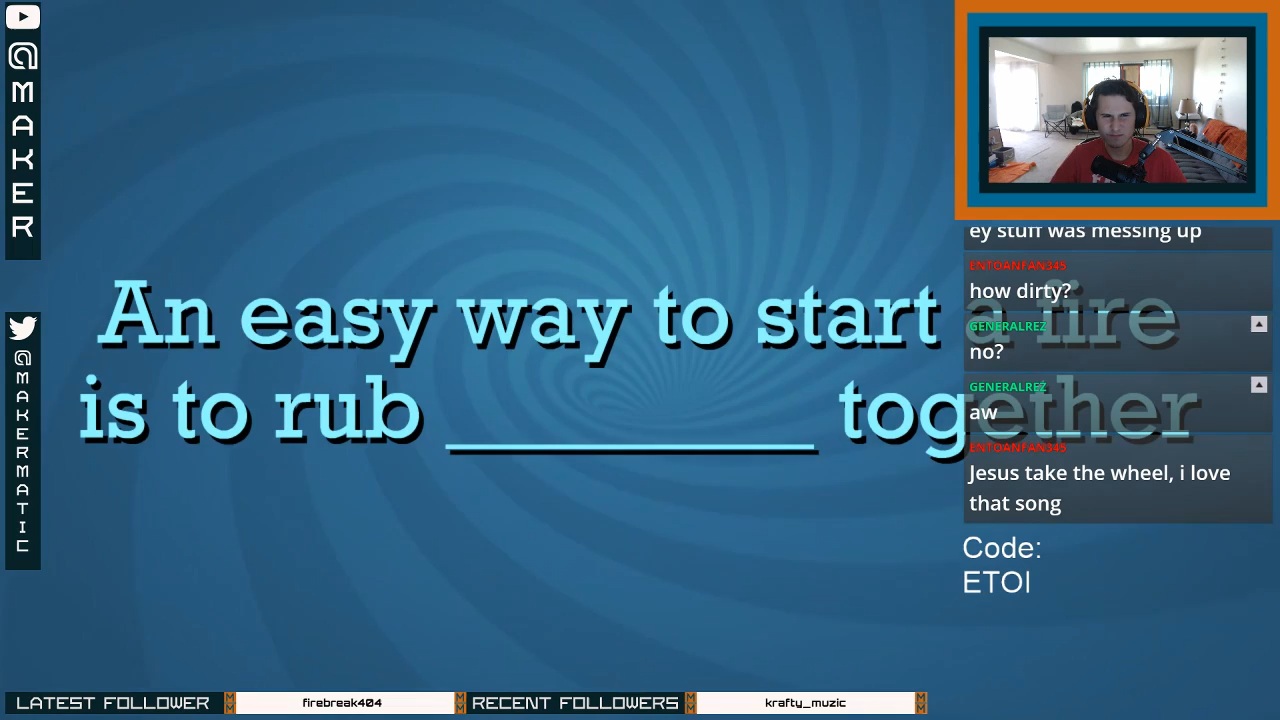 @MAKER
@MAKERMATIC
An easy way to start a fire
is to rub __________ together
ey stuff was messing up
ENTOANFAN345
how dirty?
GENERALREZ
no?
GENERALREZ
aw
ENTOANFAN345
Jesus take the wheel, i love
that song
Code:
ETOI
LATEST FOLLOWER
firebreak404
RECENT FOLLOWERS
krafty_muzic